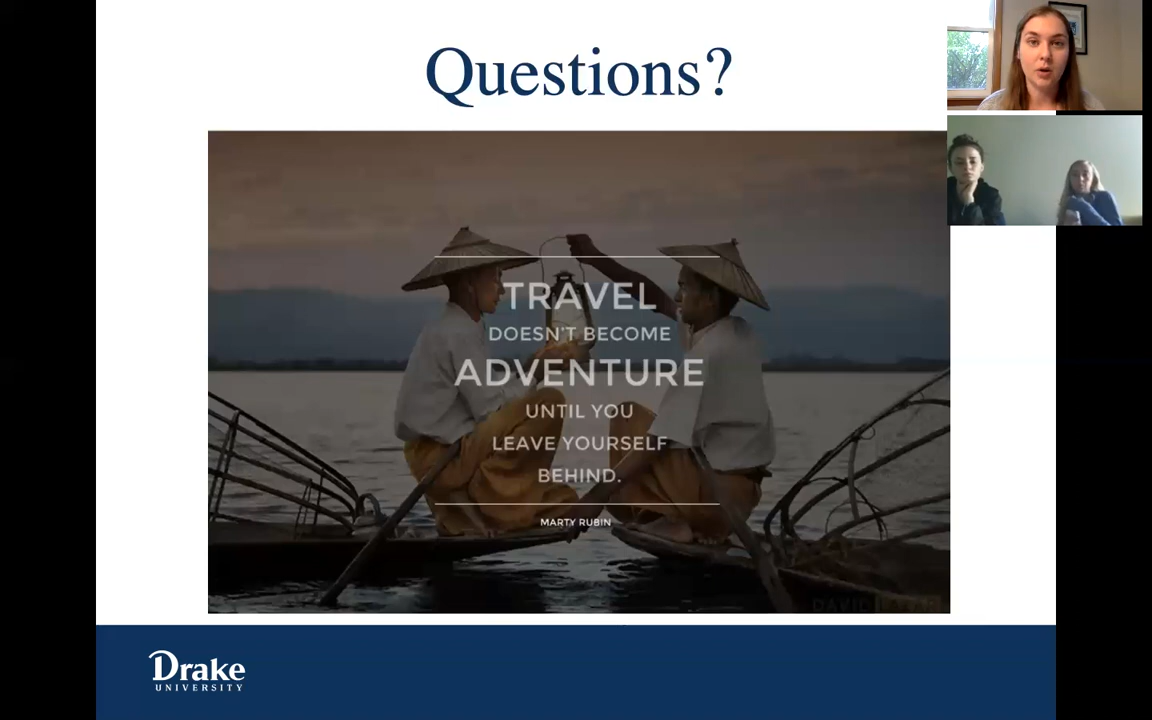 Questions?
TRAVEL
DOESN'T BECOME
ADVENTURE
UNTIL YOU
LEAVE YOURSELF
BEHIND.
MARTY RUBIN
Drake
UNIVERSITY